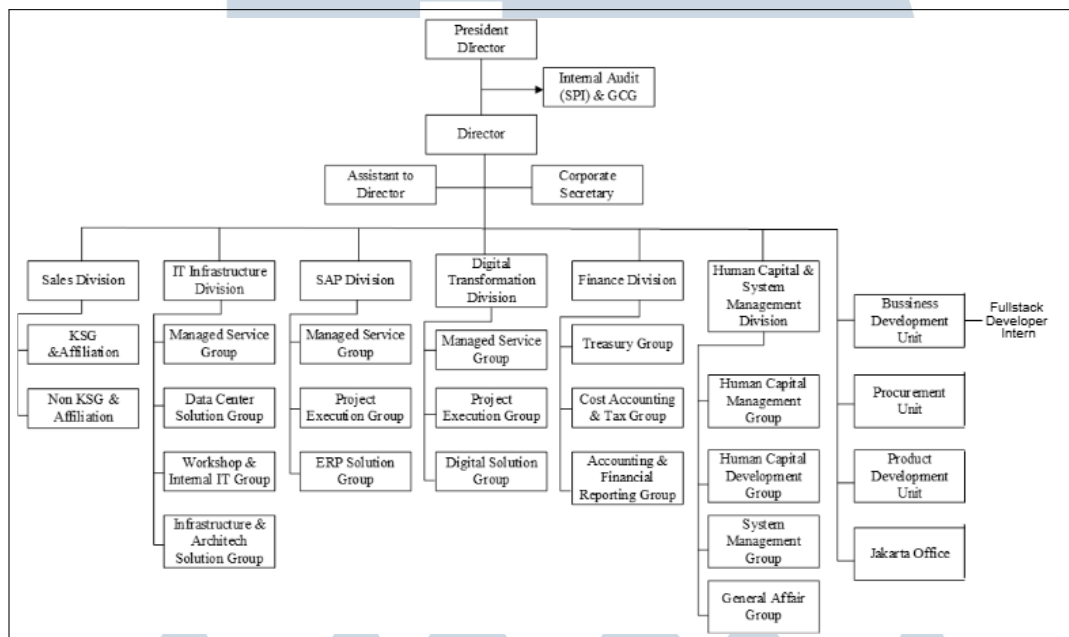 President
DIrector
Internal Audit
(SPI) & GCG
Director
Assistant to
Director
Corporate
Secretary
Sales Division
KSG
&Affiliation
Non KSG &
Affiliation
IT Infrastructure
Division
Managed Service
Group
Data Center
Solution Group
Workshop &
Internal IT Group
Infrastructure &
Architech
Solution Group
SAP Division
Managed Service
Group
Project
Execution Group
ERP Solution
Group
Digital
Transformation
Division
Managed Service
Group
Project
Execution Group
Digital Solution
Group
Finance Division
Treasury Group
Cost Accounting
& Tax Group
Accounting &
Financial
Reporting Group
Human Capital &
System
Management
Division
Human Capital
Management
Group
Human Capital
Development
Group
System
Management
Group
General Affair
Group
Bussiness
Development
Unit
Fullstack
Developer
Intern
Procurement
Unit
Product
Development
Unit
Jakarta Office